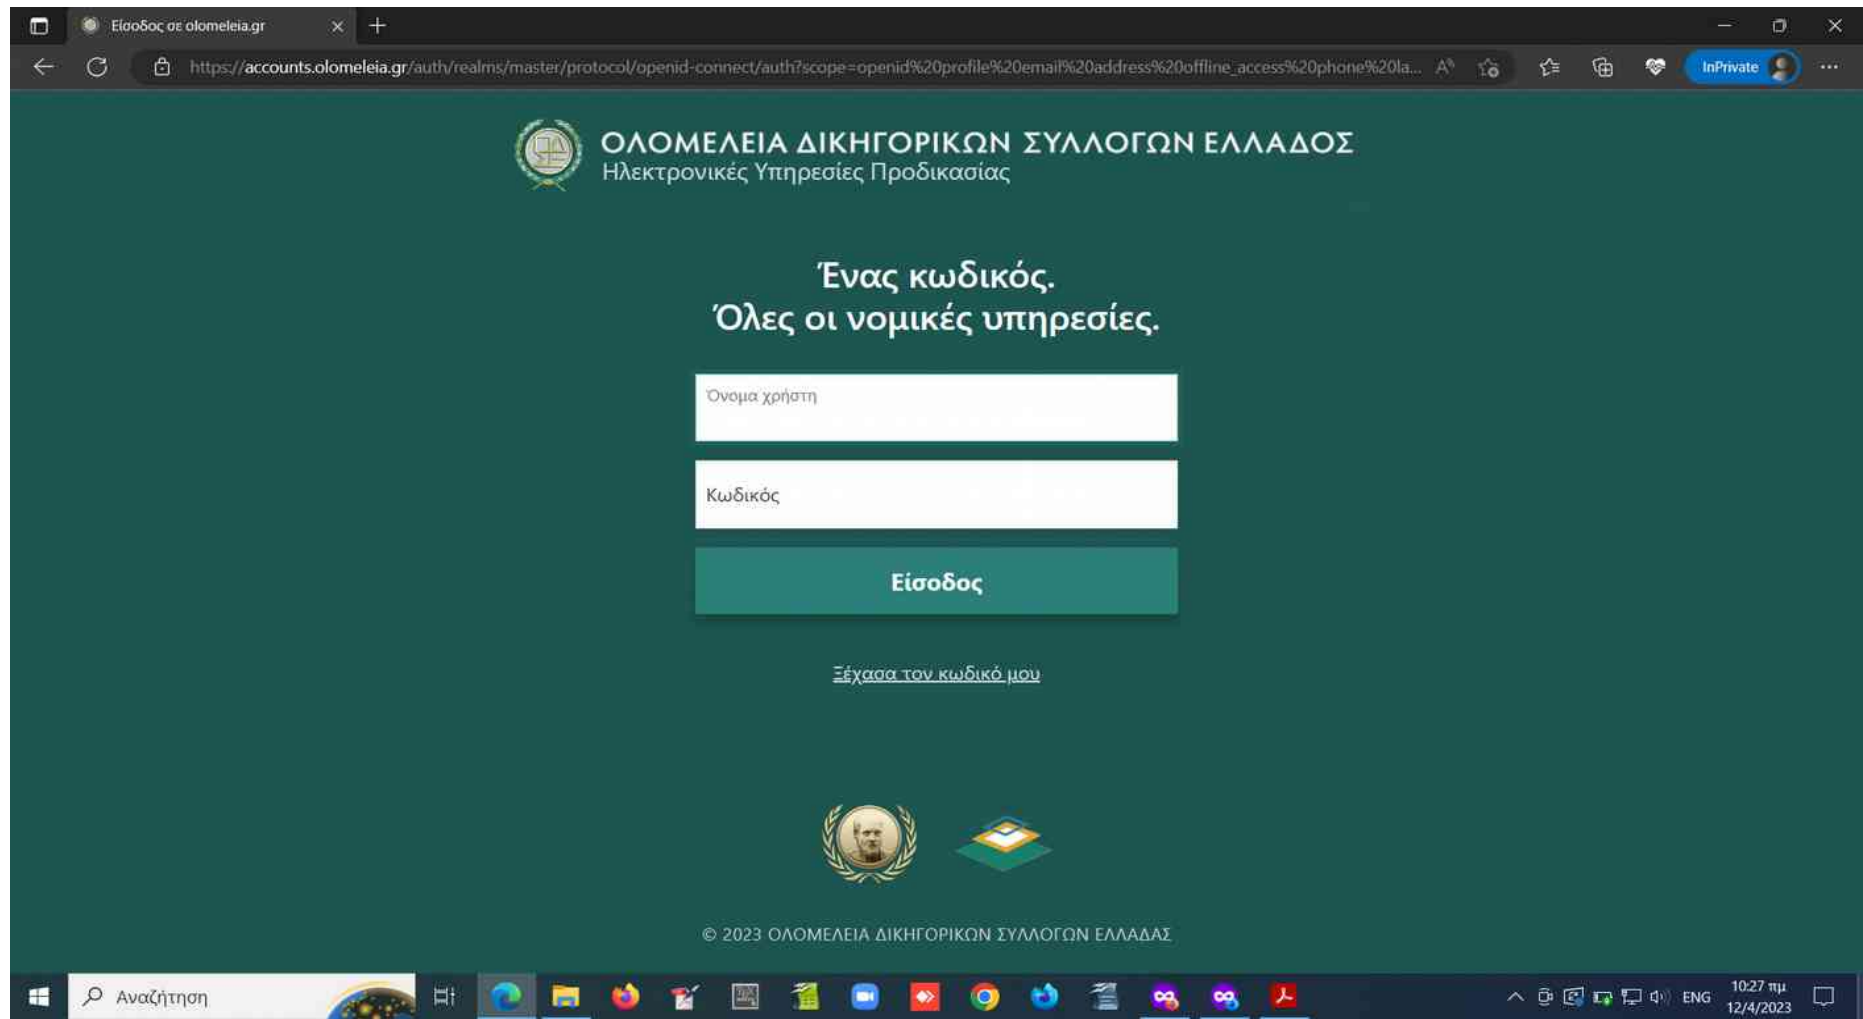 Είσοδος σε olomeleia.gr
https://accounts.olomeleia.gr/auth/realms/master/protocol/openid-connect/auth?scope=openid%20profile%20email%20address%20offline_access%20phone%20la...
InPrivate
ΟΛΟΜΕΛΕΙΑ ΔΙΚΗΓΟΡΙΚΩΝ ΣΥΛΛΟΓΩΝ ΕΛΛΑΔΟΣ
Ηλεκτρονικές Υπηρεσίες Προδικασίας
Ένας κωδικός.
Όλες οι νομικές υπηρεσίες.
Όνομα χρήστη
Κωδικός
Είσοδος
Ξέχασα τον κωδικό μου
© 2023 ΟΛΟΜΕΛΕΙΑ ΔΙΚΗΓΟΡΙΚΩΝ ΣΥΛΛΟΓΩΝ ΕΛΛΑΔΑΣ
Αναζήτηση
ENG
10:27 πμ
12/4/2023